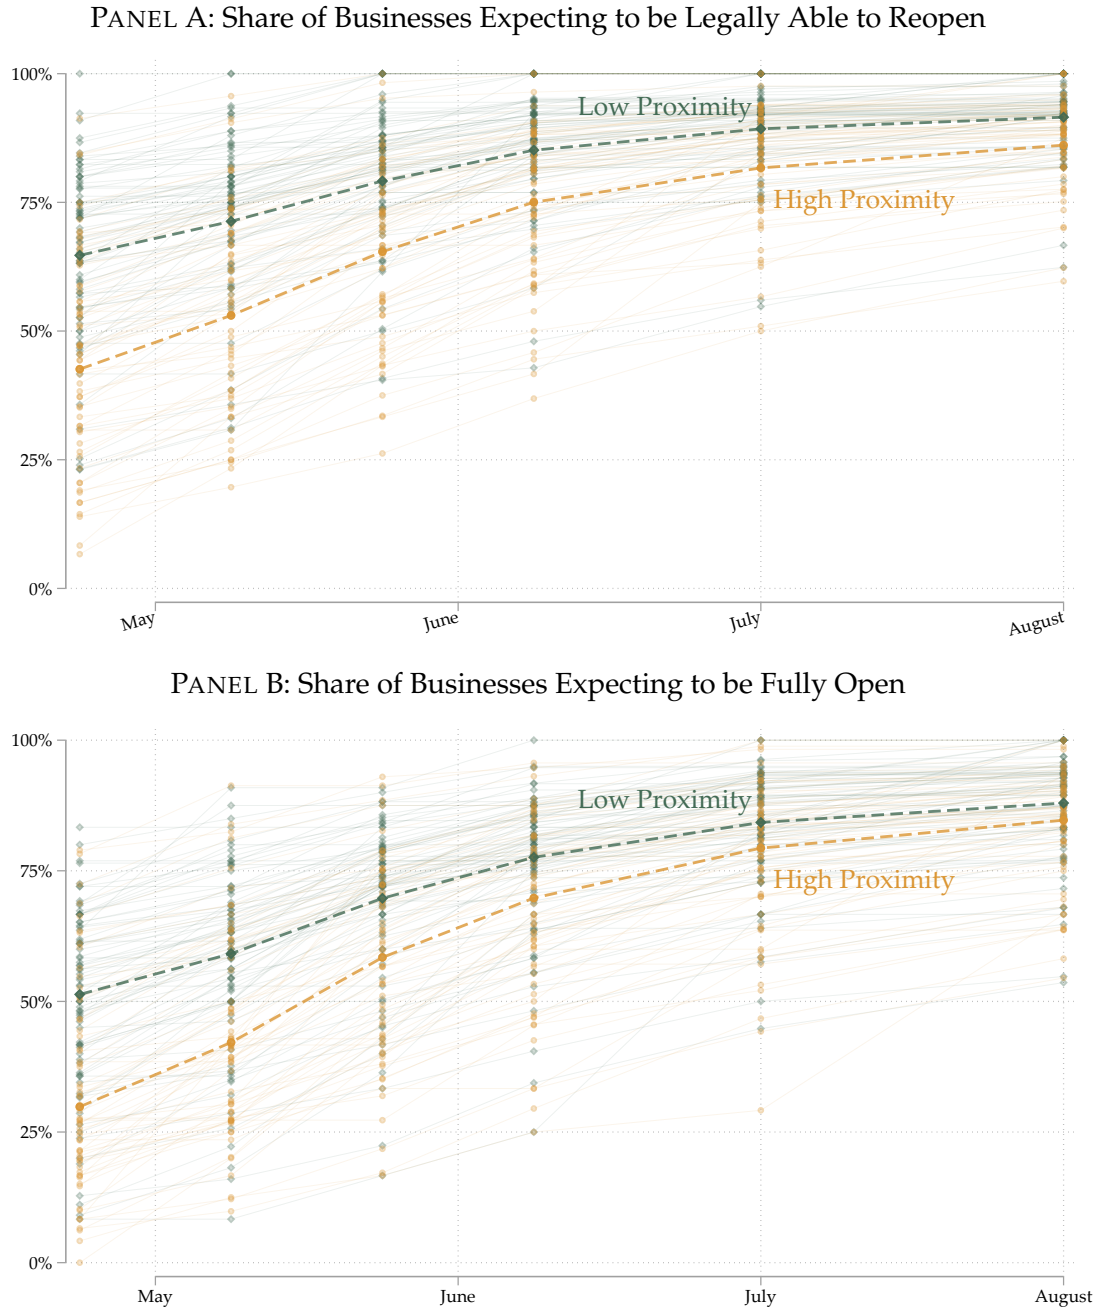 PANEL A: Share of Businesses Expecting to be Legally Able to Reopen
100%
Low Proximity
75%
High Proximity
50%
25%
0%
May
June
July
August
PANEL B: Share of Businesses Expecting to be Fully Open
100%
Low Proximity
75%
High Proximity
50%
25%
0%
May
June
July
August